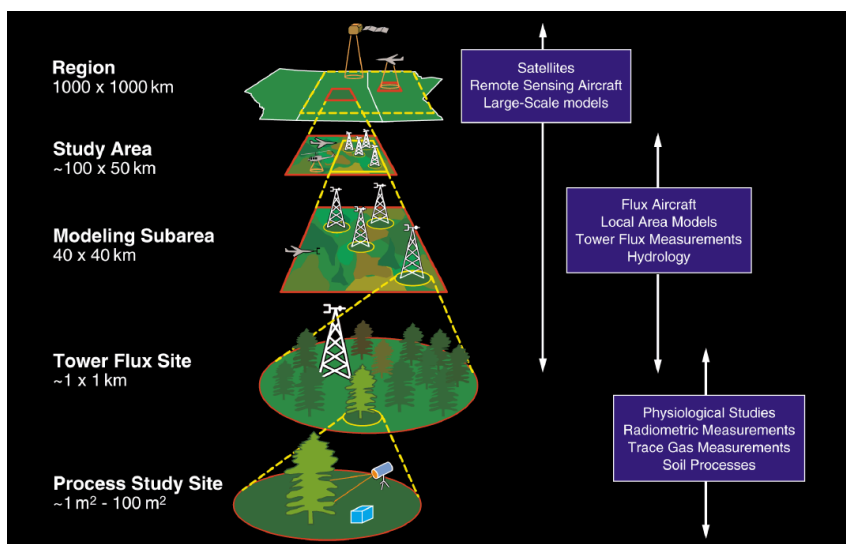 Region
1000 x 1000 km
Study Area
~100 x 50 km
Modeling Subarea
40 x 40 km
Tower Flux Site
~1 x 1 km
Process Study Site
~1 m² - 100 m²
Satellites
Remote Sensing Aircraft
Large-Scale models
Flux Aircraft
Local Area Models
Tower Flux Measurements
Hydrology
Physiological Studies
Radiometric Measurements
Trace Gas Measurements
Soil Processes